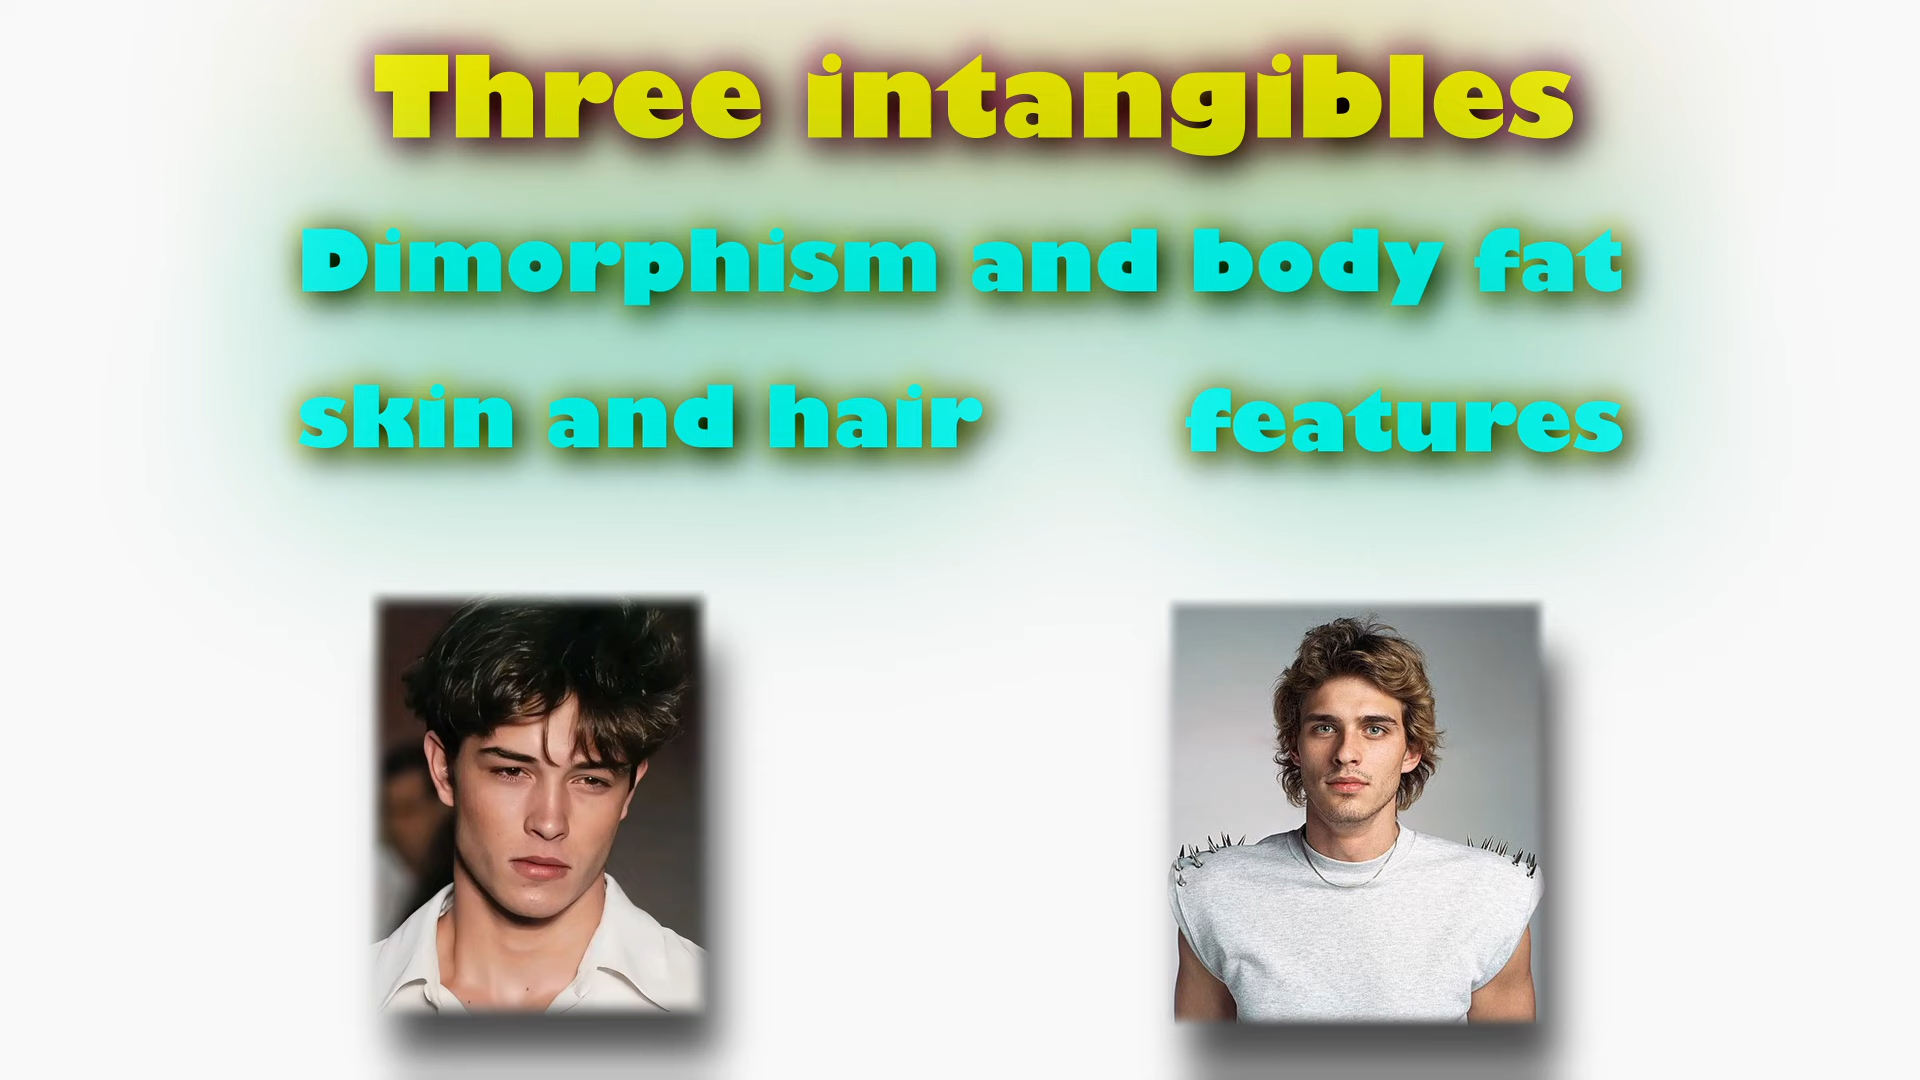 Three intangibles
Dimorphism and body fat
skin and hair features